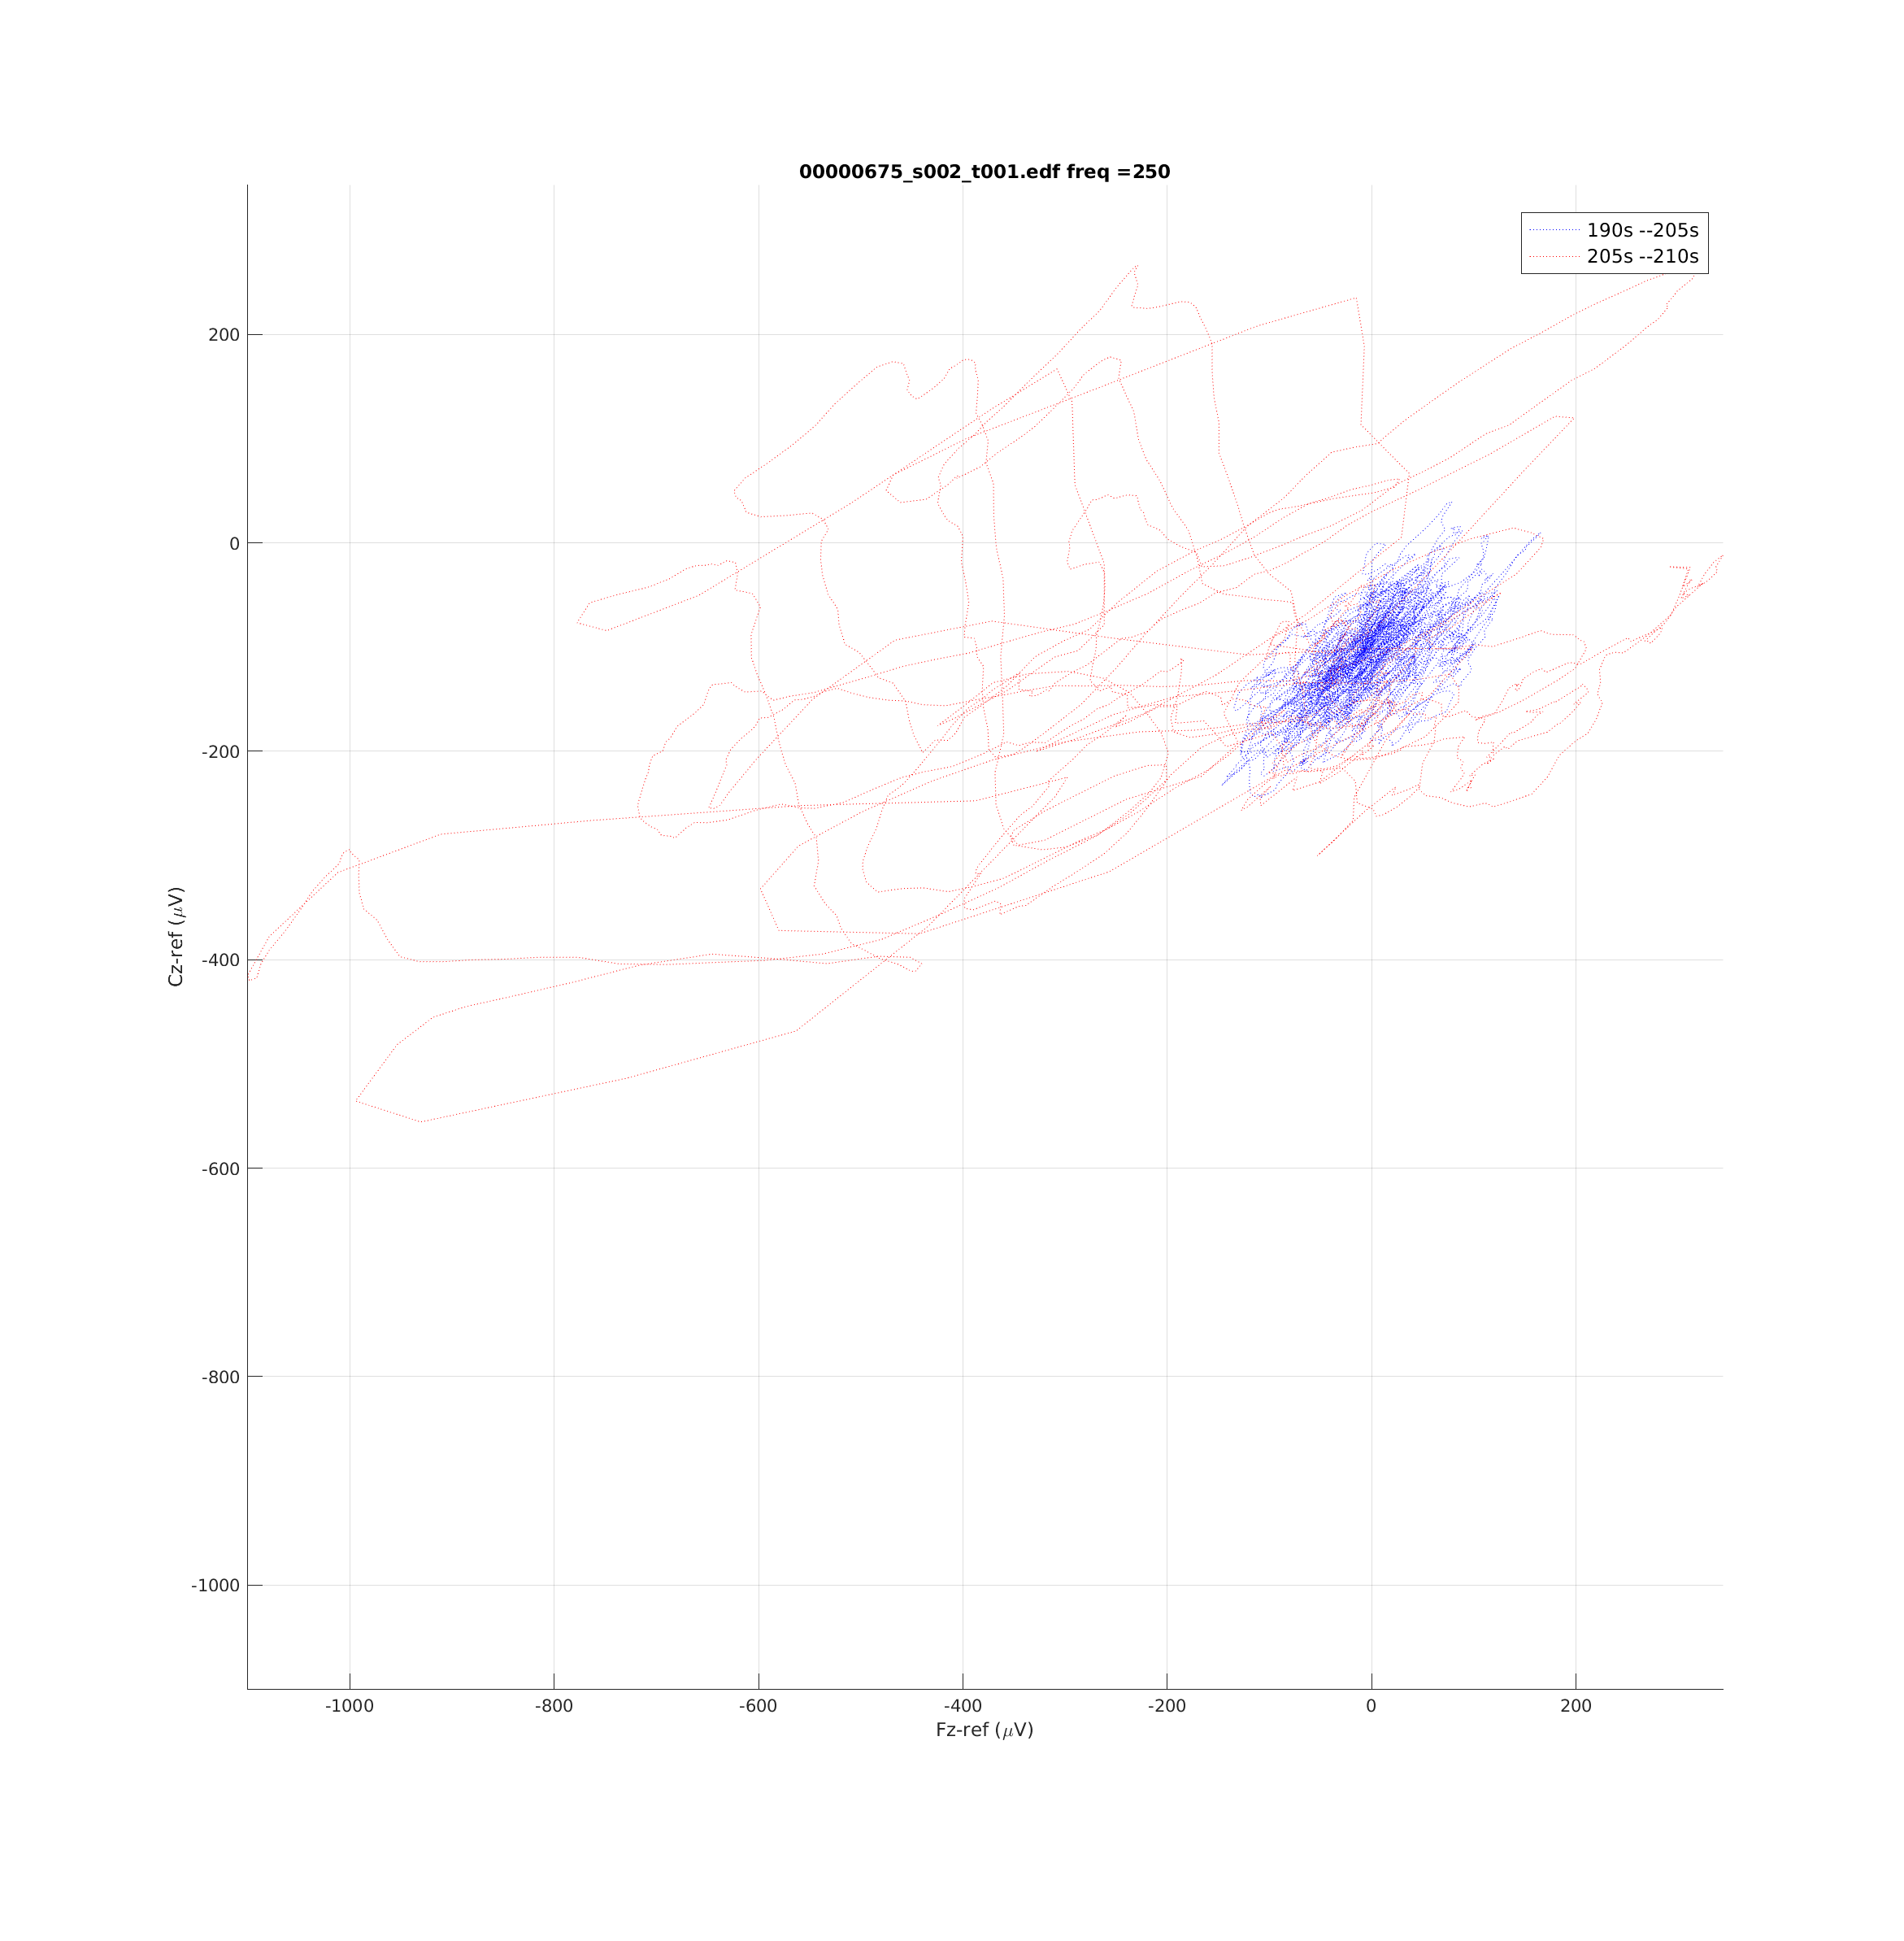 00000675_s002_t001.edf freq =250
190s --205s
205s --210s
200
0
-200
-400
-600
-800
-1000
Cz-ref (μV)
-1000 -800 -600 -400 -200 0 200
Fz-ref (μV)